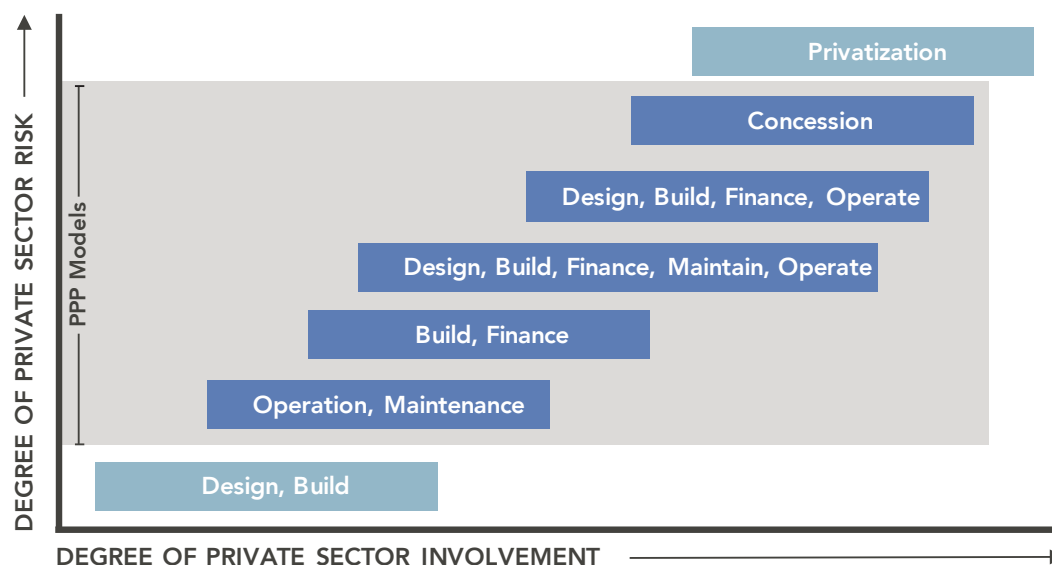 DEGREE OF PRIVATE SECTOR RISK
PPP Models
Privatization
Concession
Design, Build, Finance, Operate
Design, Build, Finance, Maintain, Operate
Build, Finance
Operation, Maintenance
Design, Build
DEGREE OF PRIVATE SECTOR INVOLVEMENT